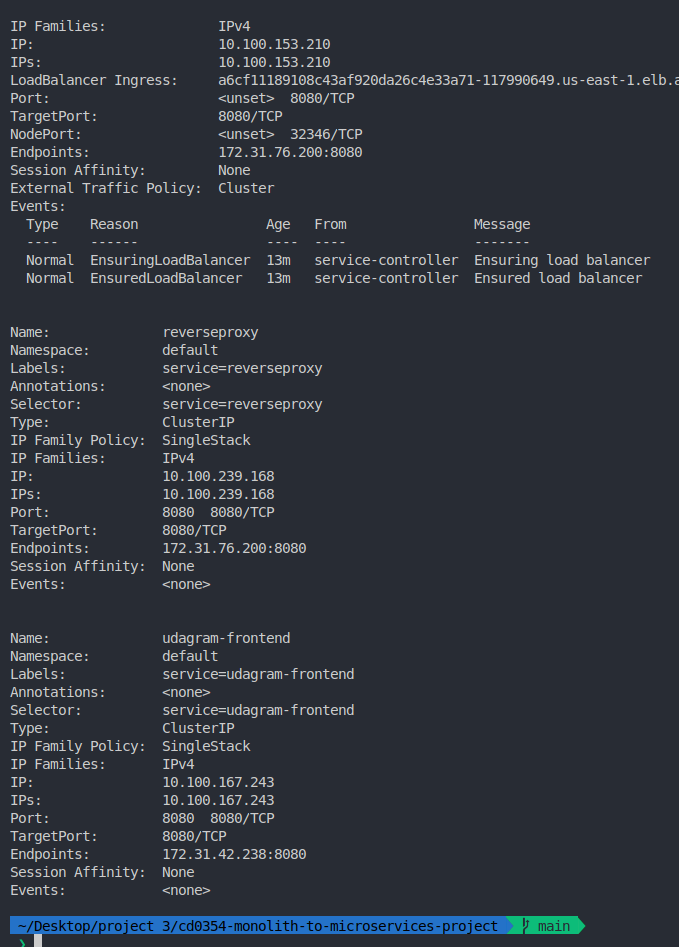 IP Families:              IPv4
IP:                       10.100.153.210
IPs:                      10.100.153.210
LoadBalancer Ingress:     a6cf11189108c43af920da26c4e33a71-117990649.us-east-1.elb.a
Port:                     <unset>  8080/TCP
TargetPort:               8080/TCP
NodePort:                 <unset>  32346/TCP
Endpoints:                172.31.76.200:8080
Session Affinity:         None
External Traffic Policy:  Cluster
Events:
  Type    Reason                Age   From                Message
  ----    ------                ----  ----                -------
  Normal  EnsuringLoadBalancer  13m   service-controller  Ensuring load balancer
  Normal  EnsuredLoadBalancer   13m   service-controller  Ensured load balancer
Name:              reverseproxy
Namespace:         default
Labels:            service=reverseproxy
Annotations:       <none>
Selector:          service=reverseproxy
Type:              ClusterIP
IP Family Policy:  SingleStack
IP Families:       IPv4
IP:                10.100.239.168
IPs:               10.100.239.168
Port:              8080  8080/TCP
TargetPort:        8080/TCP
Endpoints:         172.31.76.200:8080
Session Affinity:  None
Events:            <none>
Name:              udagram-frontend
Namespace:         default
Labels:            service=udagram-frontend
Annotations:       <none>
Selector:          service=udagram-frontend
Type:              ClusterIP
IP Family Policy:  SingleStack
IP Families:       IPv4
IP:                10.100.167.243
IPs:               10.100.167.243
Port:              8080  8080/TCP
TargetPort:        8080/TCP
Endpoints:         172.31.42.238:8080
Session Affinity:  None
Events:            <none>
~/Desktop/project 3/cd0354-monolith-to-microservices-project  main
❯